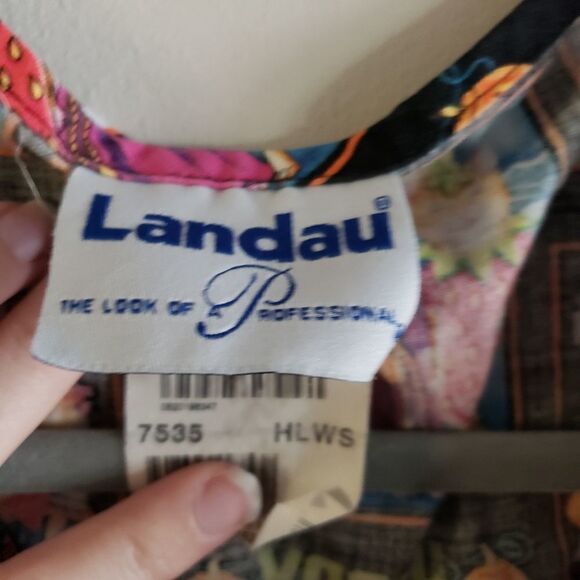 Landau®
THE LOOK OF A PROFESSIONAL
7535 HLWS